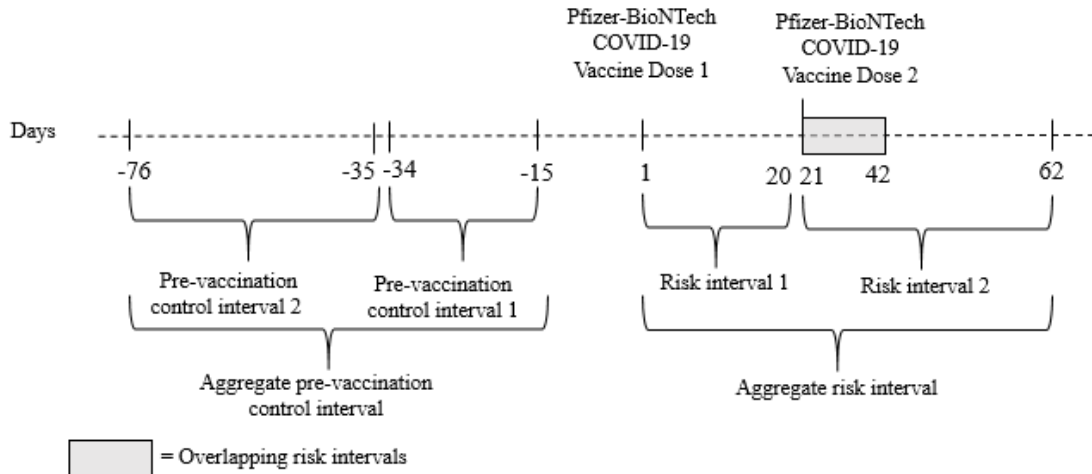 Pfizer-BioNTech
COVID-19
Vaccine Dose 1
Pfizer-BioNTech
COVID-19
Vaccine Dose 2
Days
-76
-35
-34
-15
1
20
21
42
62
Pre-vaccination
control interval 2
Pre-vaccination
control interval 1
Risk interval 1
Risk interval 2
Aggregate pre-vaccination
control interval
Aggregate risk interval
= Overlapping risk intervals